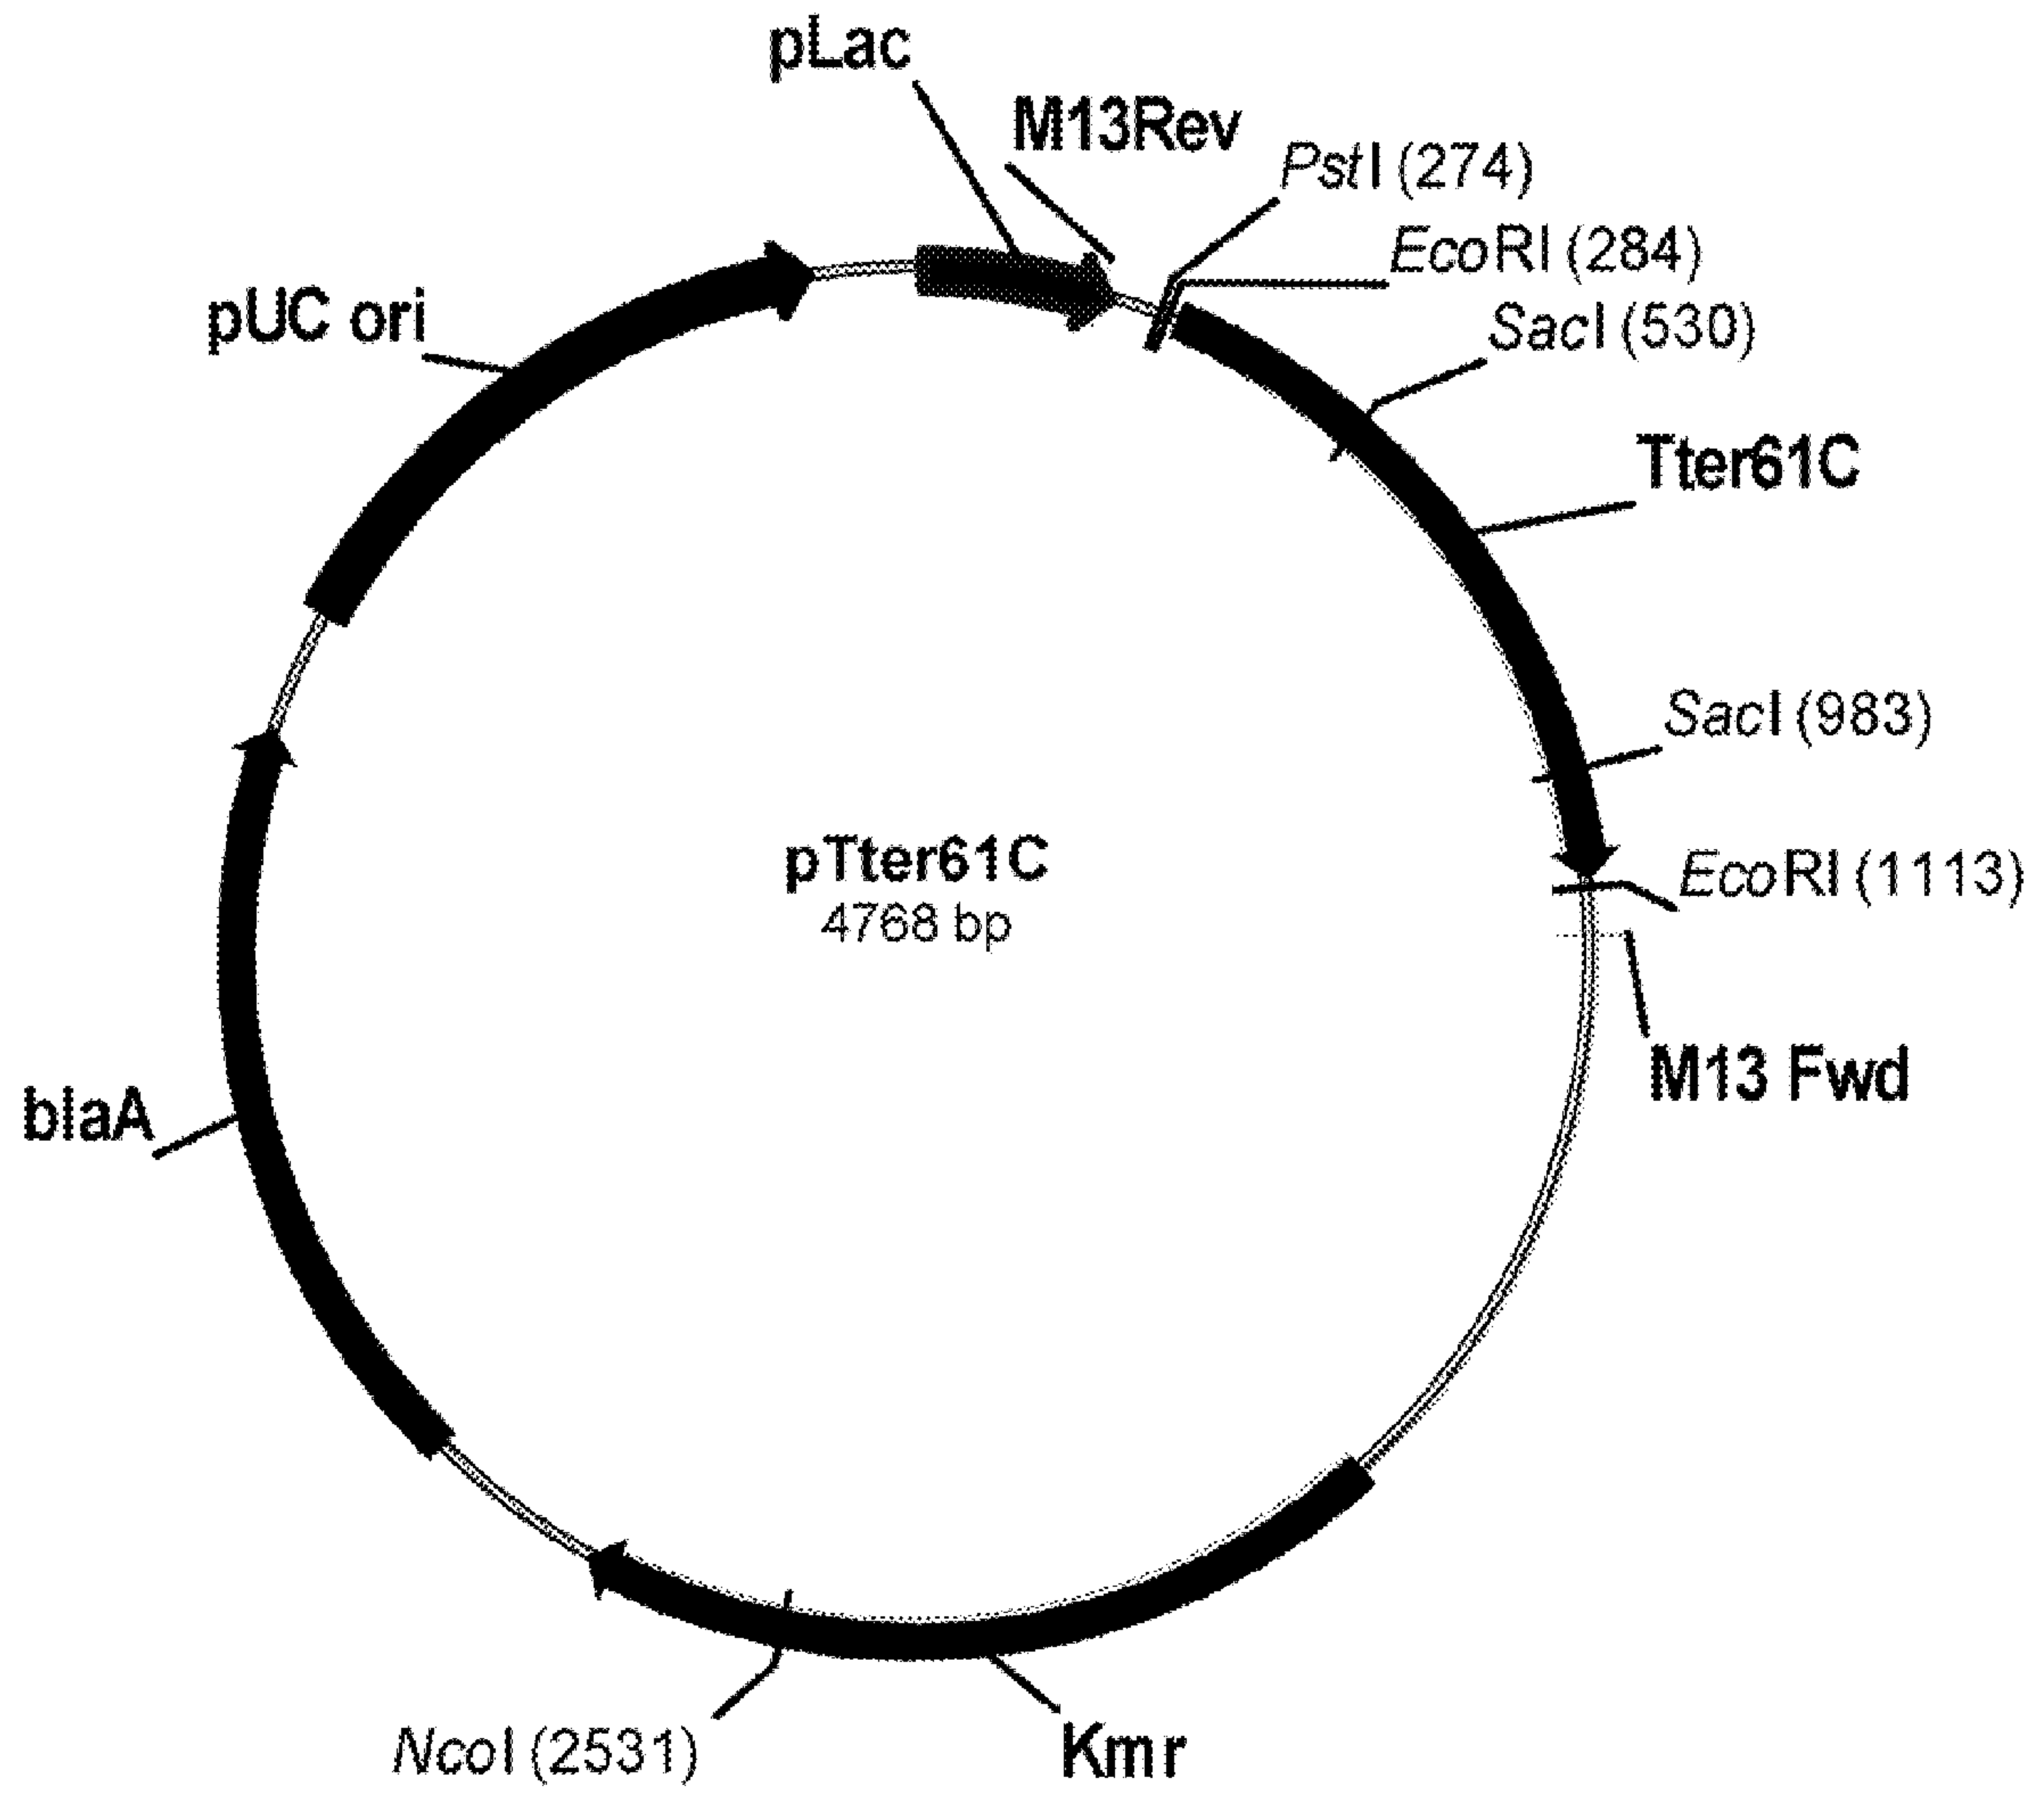 pLac
M13Rev
PstI (274)
EcoRI (284)
SacI (530)
pUC ori
Tter61C
SacI (983)
pTter61C
4768 bp
EcoRI (1113)
M13 Fwd
blaA
NcoI (2531)
Kmr